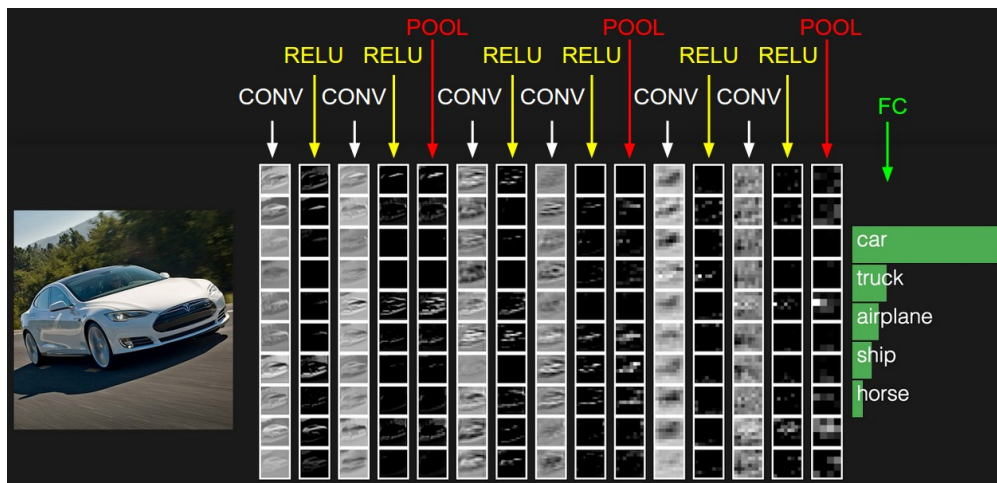 POOL POOL POOL
RELU RELU RELU RELU RELU RELU
CONV CONV CONV CONV CONV CONV
FC
car
truck
airplane
ship
horse